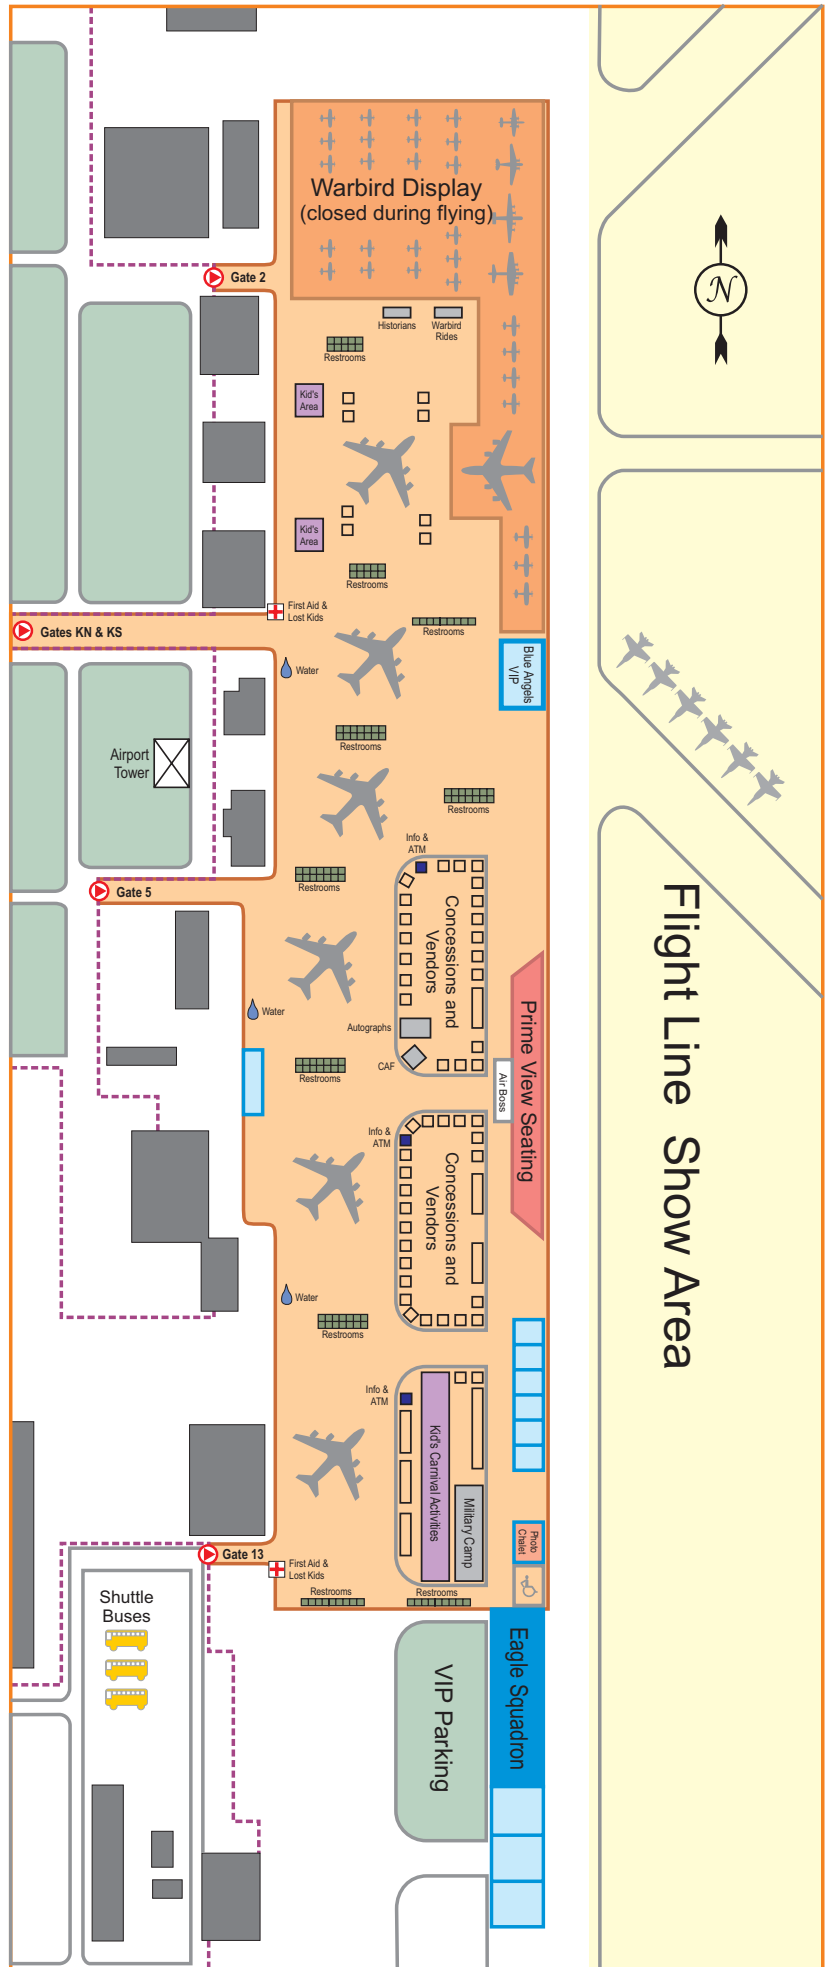 Warbird Display
(closed during flying)
N
Gate 2
Historians
Warbird
Rides
Restrooms
Kid's
Area
Kid's
Area
Restrooms
First Aid &
Lost Kids
Restrooms
Gates KN & KS
Water
Blue Angels
VIP
Restrooms
Airport
Tower
Restrooms
Info &
ATM
Restrooms
Gate 5
Concessions and
Vendors
Flight Line Show Area
Water
Autographs
CAF
Prime View Seating
Air Boss
Restrooms
Info &
ATM
Concessions and
Vendors
Water
Restrooms
Info &
ATM
Kid's Carnival Activities
Military Camp
Photo
Chalet
Gate 13
First Aid &
Lost Kids
Restrooms
Restrooms
Shuttle
Buses
Eagle Squadron
VIP Parking